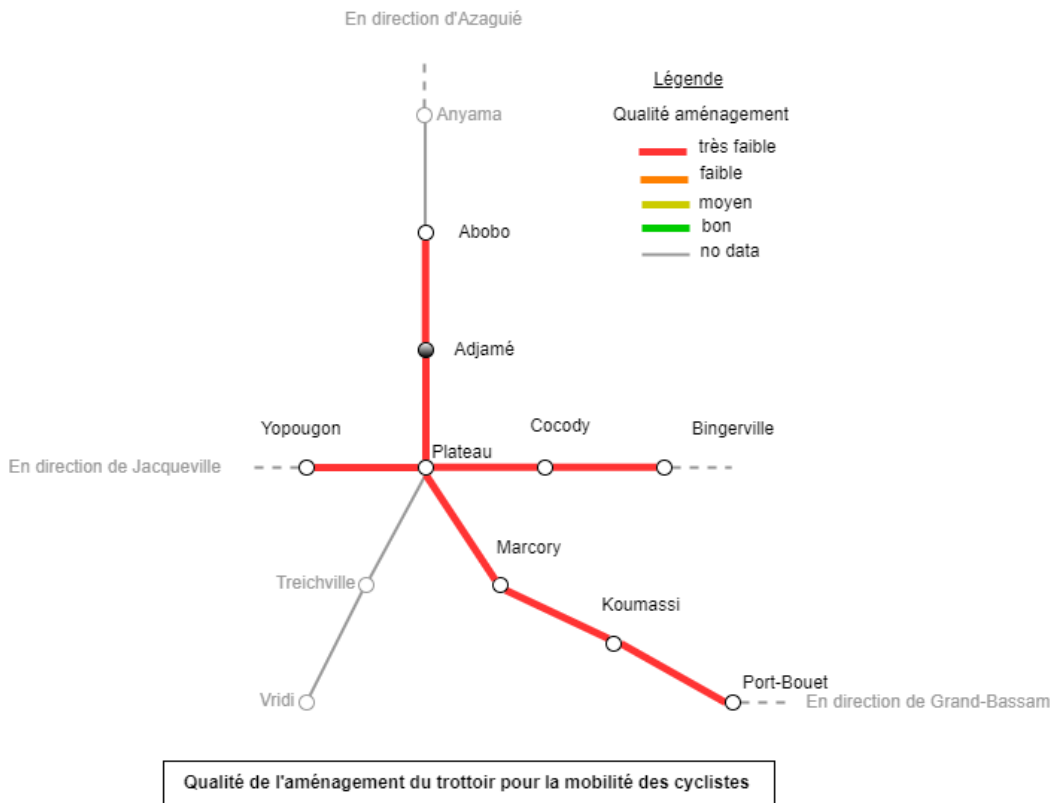 En direction d'Azaguié
Légende
Anyama
Qualité aménagement
très faible
faible
moyen
bon
no data
Abobo
Adjamé
Yopougon
Cocody
Bingerville
Plateau
En direction de Jacqueville
Marcory
Treichville
Koumassi
Vridi
Port-Bouet
En direction de Grand-Bassam
Qualité de l'aménagement du trottoir pour la mobilité des cyclistes